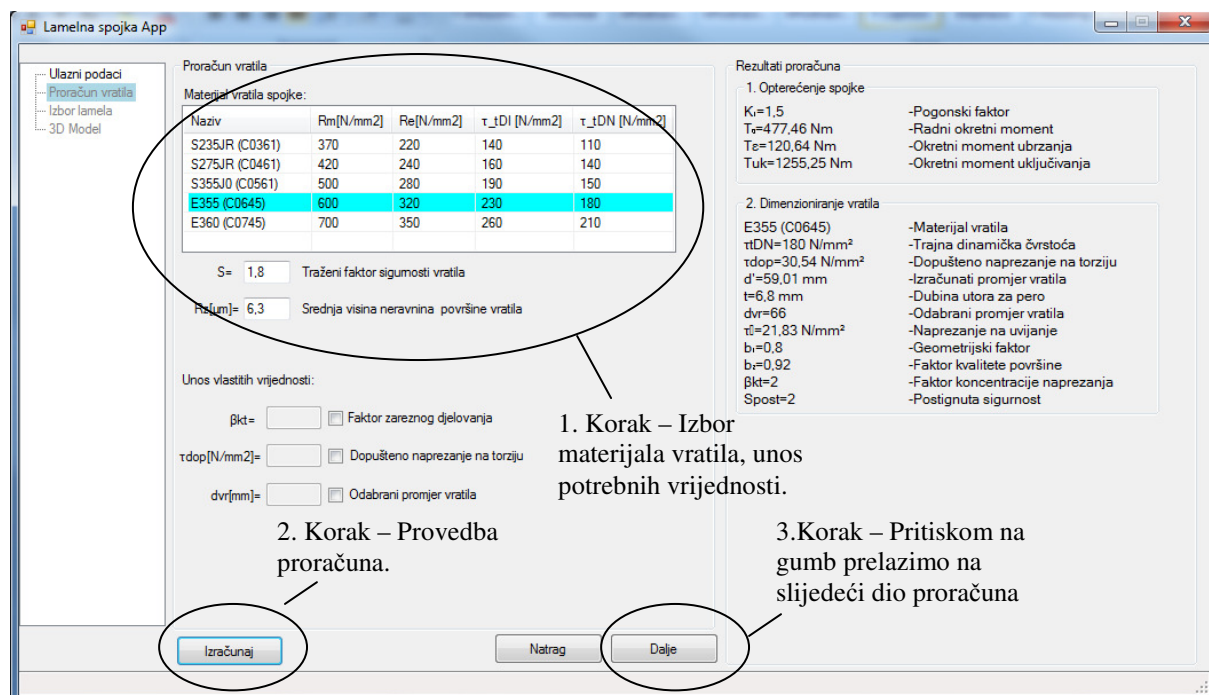 Lamelna spojka App
Ulazni podaci
Proračun vratila
Izbor lamela
3D Model
Proračun vratila
Materijal vratila spojke:
Naziv Rm[N/mm2] Re[N/mm2] τ_tDI [N/mm2] τ_tDN [N/mm2]
S235JR (C0361) 370 220 140 110
S275JR (C0461) 420 240 160 140
S355J0 (C0561) 500 280 190 150
E355 (C0645) 600 320 230 180
E360 (C0745) 700 350 260 210
S= 1,8 Traženi faktor sigurnosti vratila
Rz[µm]= 6,3 Srednja visina neravnina površine vratila
Unos vlastitih vrijednosti:
βkt= Faktor zareznog djelovanja
τdop[N/mm2]= Dopušteno naprezanje na torziju
dvr[mm]= Odabrani promjer vratila
1. Korak – Izbor
materijala vratila, unos
potrebnih vrijednosti.
2. Korak – Provedba
proračuna.
3.Korak – Pritiskom na
gumb prelazimo na
slijedeći dio proračuna
Izračunaj
Natrag
Dalje
Rezultati proračuna
1. Opterećenje spojke
K₁=1,5 -Pogonski faktor
-Radni okretni moment
Tε=120,64 Nm -Okretni moment ubrzanja
Tuk=1255,25 Nm -Okretni moment uključivanja
2. Dimenzioniranje vratila
E355 (C0645) -Materijal vratila
τtDN=180 N/mm² -Trajna dinamička čvrstoća
τdop=30,54 N/mm² -Dopušteno naprezanje na torziju
d'=59,01 mm -Izračunati promjer vratila
t=6,8 mm -Dubina utora za pero
dvr=66 -Odabrani promjer vratila
-Naprezanje na uvijanje
b₁=0,8 -Geometrijski faktor
b₂=0,92 -Faktor kvalitete površine
βkt=2 -Faktor koncentracije naprezanja
Spost=2 -Postignuta sigurnost